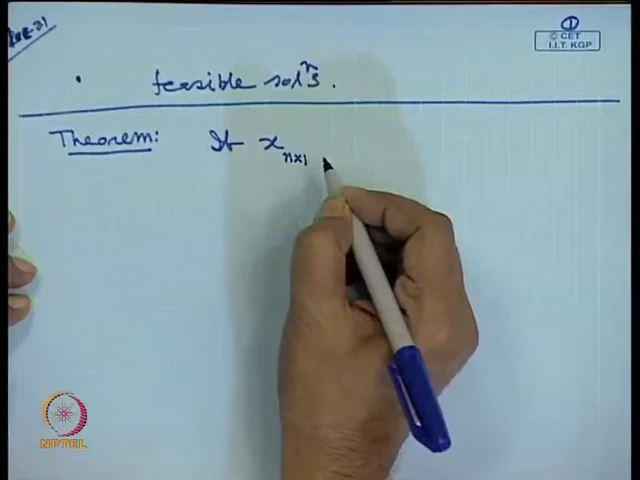 © CET
I.I.T. KGP
feasible solⁿs.
Theorem: If x n×1
NPTEL